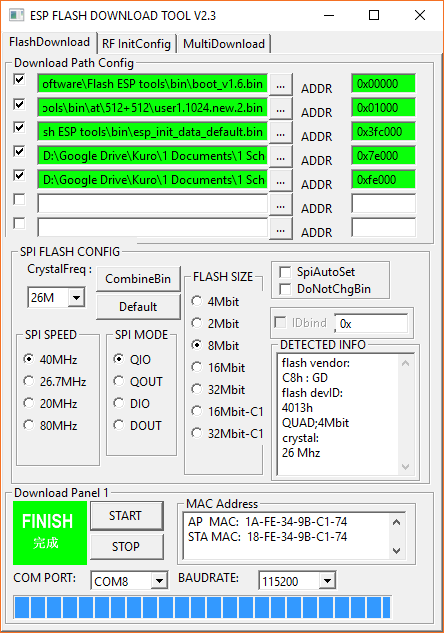 ESP FLASH DOWNLOAD TOOL V2.3
FlashDownload RF InitConfig MultiDownload
Download Path Config
oftware\Flash ESP tools\bin\boot_v1.6.bin ... ADDR 0x00000
ools\bin\at\512+512\user1.1024.new.2.bin ... ADDR 0x01000
sh ESP tools\bin\esp_init_data_default.bin ... ADDR 0x3fc000
D:\Google Drive\Kuro\1 Documents\1 Sch ... ADDR 0x7e000
D:\Google Drive\Kuro\1 Documents\1 Sch ... ADDR 0xfe000
... ADDR
... ADDR
SPI FLASH CONFIG
CrystalFreq :
26M
CombineBin
Default
SPI SPEED
40MHz
26.7MHz
20MHz
80MHz
SPI MODE
QIO
QOUT
DIO
DOUT
FLASH SIZE
4Mbit
2Mbit
8Mbit
16Mbit
32Mbit
16Mbit-C1
32Mbit-C1
SpiAutoSet
DoNotChgBin
IDbind 0x
DETECTED INFO
flash vendor:
C8h : GD
flash devID:
4013h
QUAD;4Mbit
crystal:
26 Mhz
Download Panel 1
FINISH
完成
START
STOP
MAC Address
AP MAC: 1A-FE-34-9B-C1-74
STA MAC: 18-FE-34-9B-C1-74
COM PORT: COM8 BAUDRATE: 115200